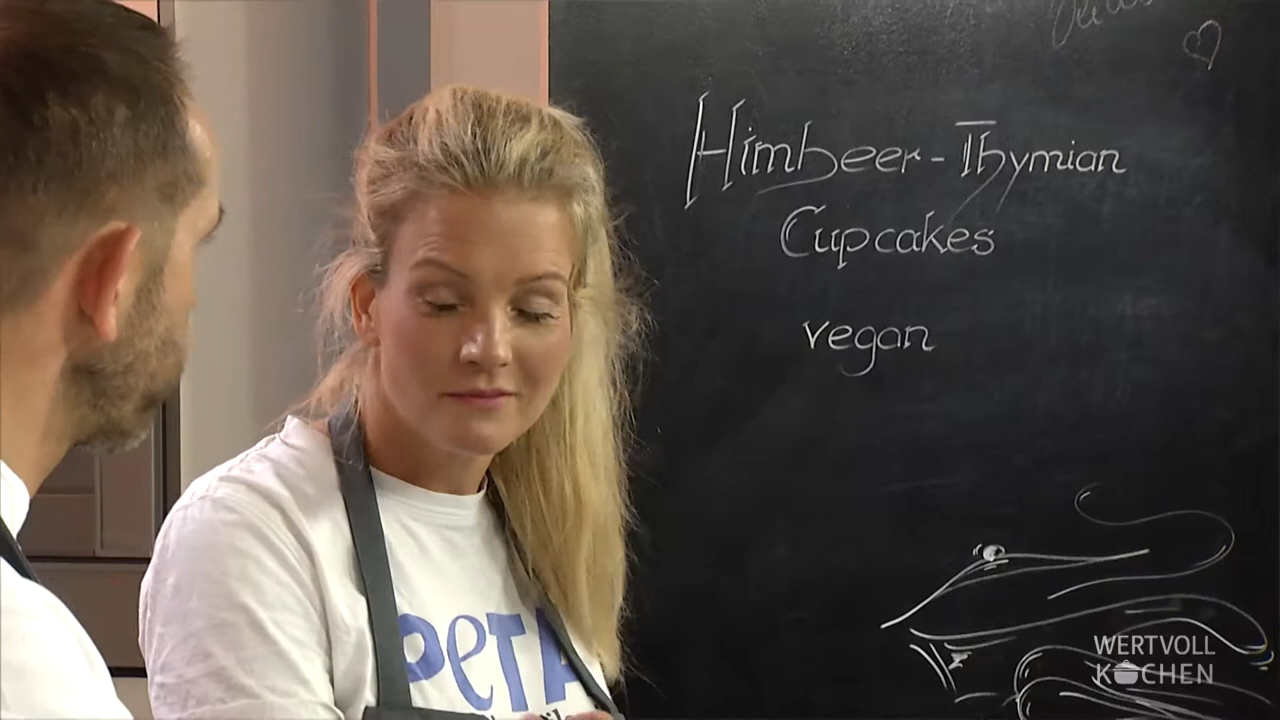 Himbeer-Thymian
Cupcakes
vegan
PETA
WERTVOLL
KOCHEN